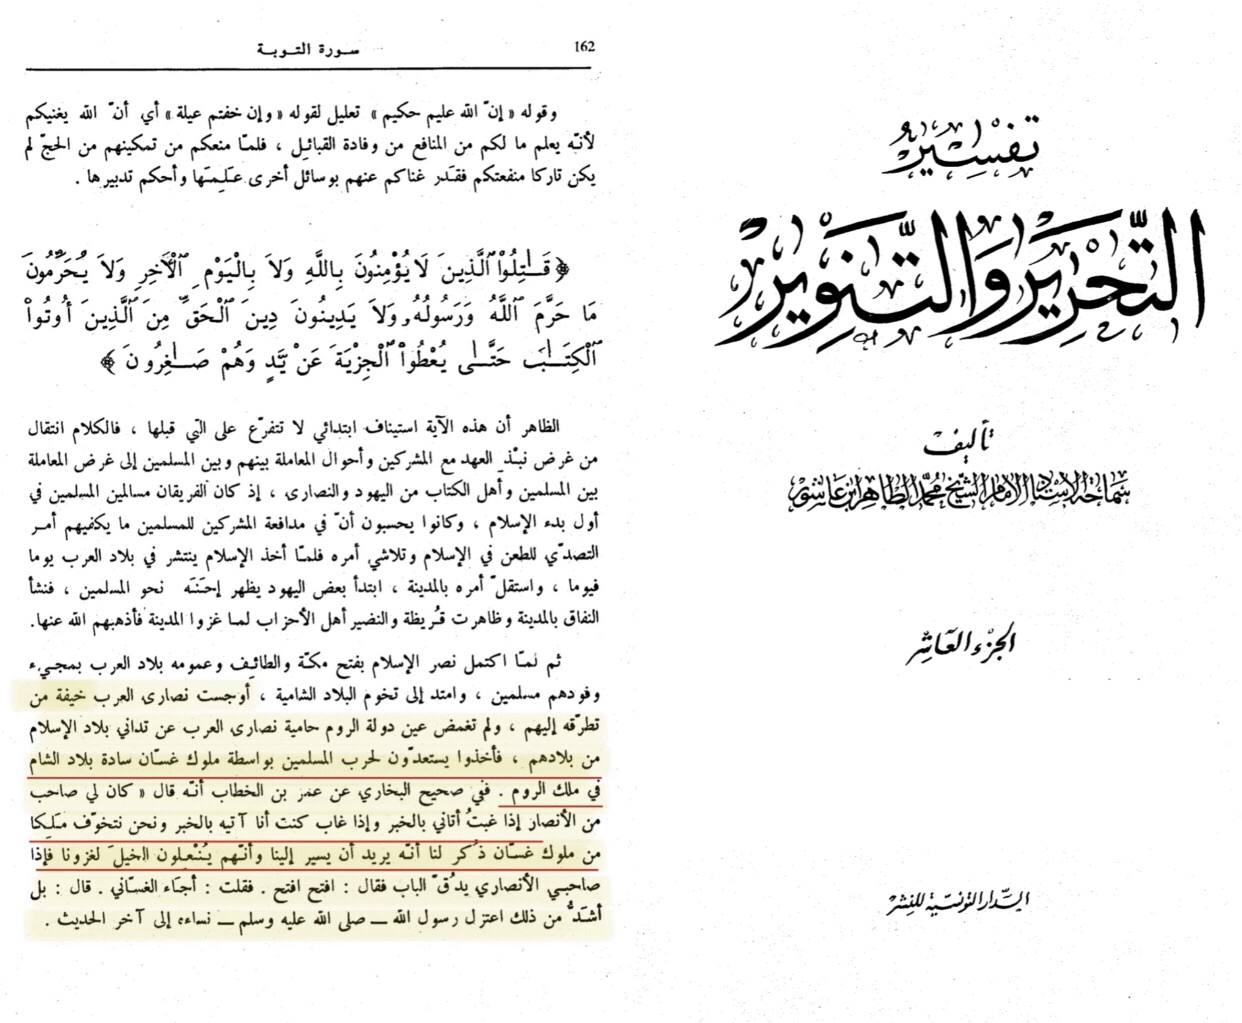 162
سورة التوبة
وقوله « إنّ الله عليم حكيم » تعليل لقوله « وإن خفتم عيلة » أي أنّ الله يغنيكم
لأنّه يعلم ما لكم من المنافع من وفادة القبائل ، فلمّا منعكم من تمكينهم من الحجّ لم
يكن تاركا منفعتكم فقدّر غناكم عنهم بوسائل أخرى عَلِمَها وأحكم تدبيرها .
﴿ قَـٰتِلُواْ ٱلَّذِينَ لَا يُؤْمِنُونَ بِاللَّهِ وَلَا بِالْيَوْمِ ٱلْأَخِرِ وَلَا يُحَرِّمُونَ
مَا حَرَّمَ ٱللَّهُ وَرَسُولُهُۥ وَلَا يَدِينُونَ دِينَ ٱلْحَقِّ مِنَ ٱلَّذِينَ أُوتُواْ
ٱلْكِتَـٰبَ حَتَّـىٰ يُعْطُواْ ٱلْجِزْيَةَ عَنْ يَّدٍ وَهُمْ صَـٰغِرُونَ ﴾
الظاهر أن هذه الآية استيناف ابتدائي لا تتفرّع على التي قبلها ، فالكلام انتقال
من غرض نبْذ العهد مع المشركين وأحوال المعاملة بينهم وبين المسلمين إلى غرض المعاملة
بين المسلمين وأهل الكتاب من اليهود والنصارى ، إذ كان الفريقان مسالمين المسلمين في
أول بدء الإسلام ، وكانوا يحسبون أنّ في مدافعة المشركين للمسلمين ما يكفيهم أمر
التصدّي للطعن في الإسلام وتلاشي أمره فلمّا أخذ الإسلام ينتشر في بلاد العرب يوما
فيوما ، واستقلّ أمره بالمدينة ، ابتدأ بعض اليهود يظهر إحَنَه نحو المسلمين ، فنشأ
النفاق بالمدينة وظاهرت قُريظة والنضير أهل الأحزاب لما غزوا المدينة فأذهبهم الله عنها.
ثم لمّا اكتمل نصر الإسلام بفتح مكّة والطائف وعمومه بلاد العرب بمجيء
وفودهم مسلمين ، وامتد إلى تخوم البلاد الشامية ، أوجست نصارى العرب خيفة من
تطرّقه إليهم ، ولم تغمض عين دولة الروم حامية نصارى العرب عن تداني بلاد الإسلام
من بلادهم ، فأخذوا يستعدّون لحرب المسلمين بواسطة ملوك غسّان سادة بلاد الشام
في ملك الروم . ففي صحيح البخاري عن عمر بن الخطاب أنّه قال « كان لي صاحب
من الأنصار إذا غبتُ أتاني بالخبر وإذا غاب كنت أنا آتيه بالخبر ونحن نتخوّف مَلِكا
من ملوك غسّان ذُكر لنا أنّه يريد أن يسير إلينا وأنّهم يُنْعِلون الخيلَ لغزونا فإذا
صاحبي الأنصاري يدُقّ الباب فقال : افتح افتح . فقلت : أجاء الغسّاني . قال : بل
أشدُّ من ذلك اعتزل رسول الله ــ صلى الله عليه وسلم ــ نساءه إلى آخر الحديث .
تفسير
التّحرير والتّنوير
تأليف
سماحة الأستاذ الإمام الشيخ محمد الطاهر ابن عاشور
الجزء العاشر
الدار التونسية للنشر